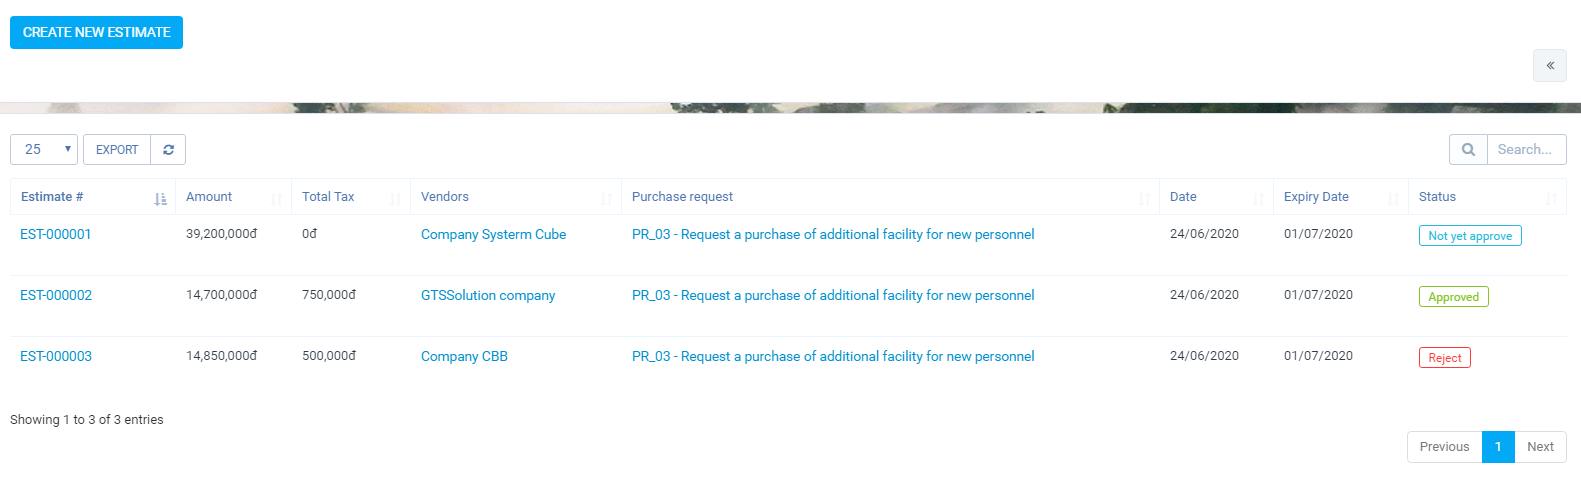 CREATE NEW ESTIMATE
«
25 EXPORT Search...
Estimate # Amount Total Tax Vendors Purchase request Date Expiry Date Status
EST-000001 39,200,000đ 0đ Company Systerm Cube PR_03 - Request a purchase of additional facility for new personnel 24/06/2020 01/07/2020 Not yet approve
EST-000002 14,700,000đ 750,000đ GTSSolution company PR_03 - Request a purchase of additional facility for new personnel 24/06/2020 01/07/2020 Approved
EST-000003 14,850,000đ 500,000đ Company CBB PR_03 - Request a purchase of additional facility for new personnel 24/06/2020 01/07/2020 Reject
Showing 1 to 3 of 3 entries
Previous 1 Next